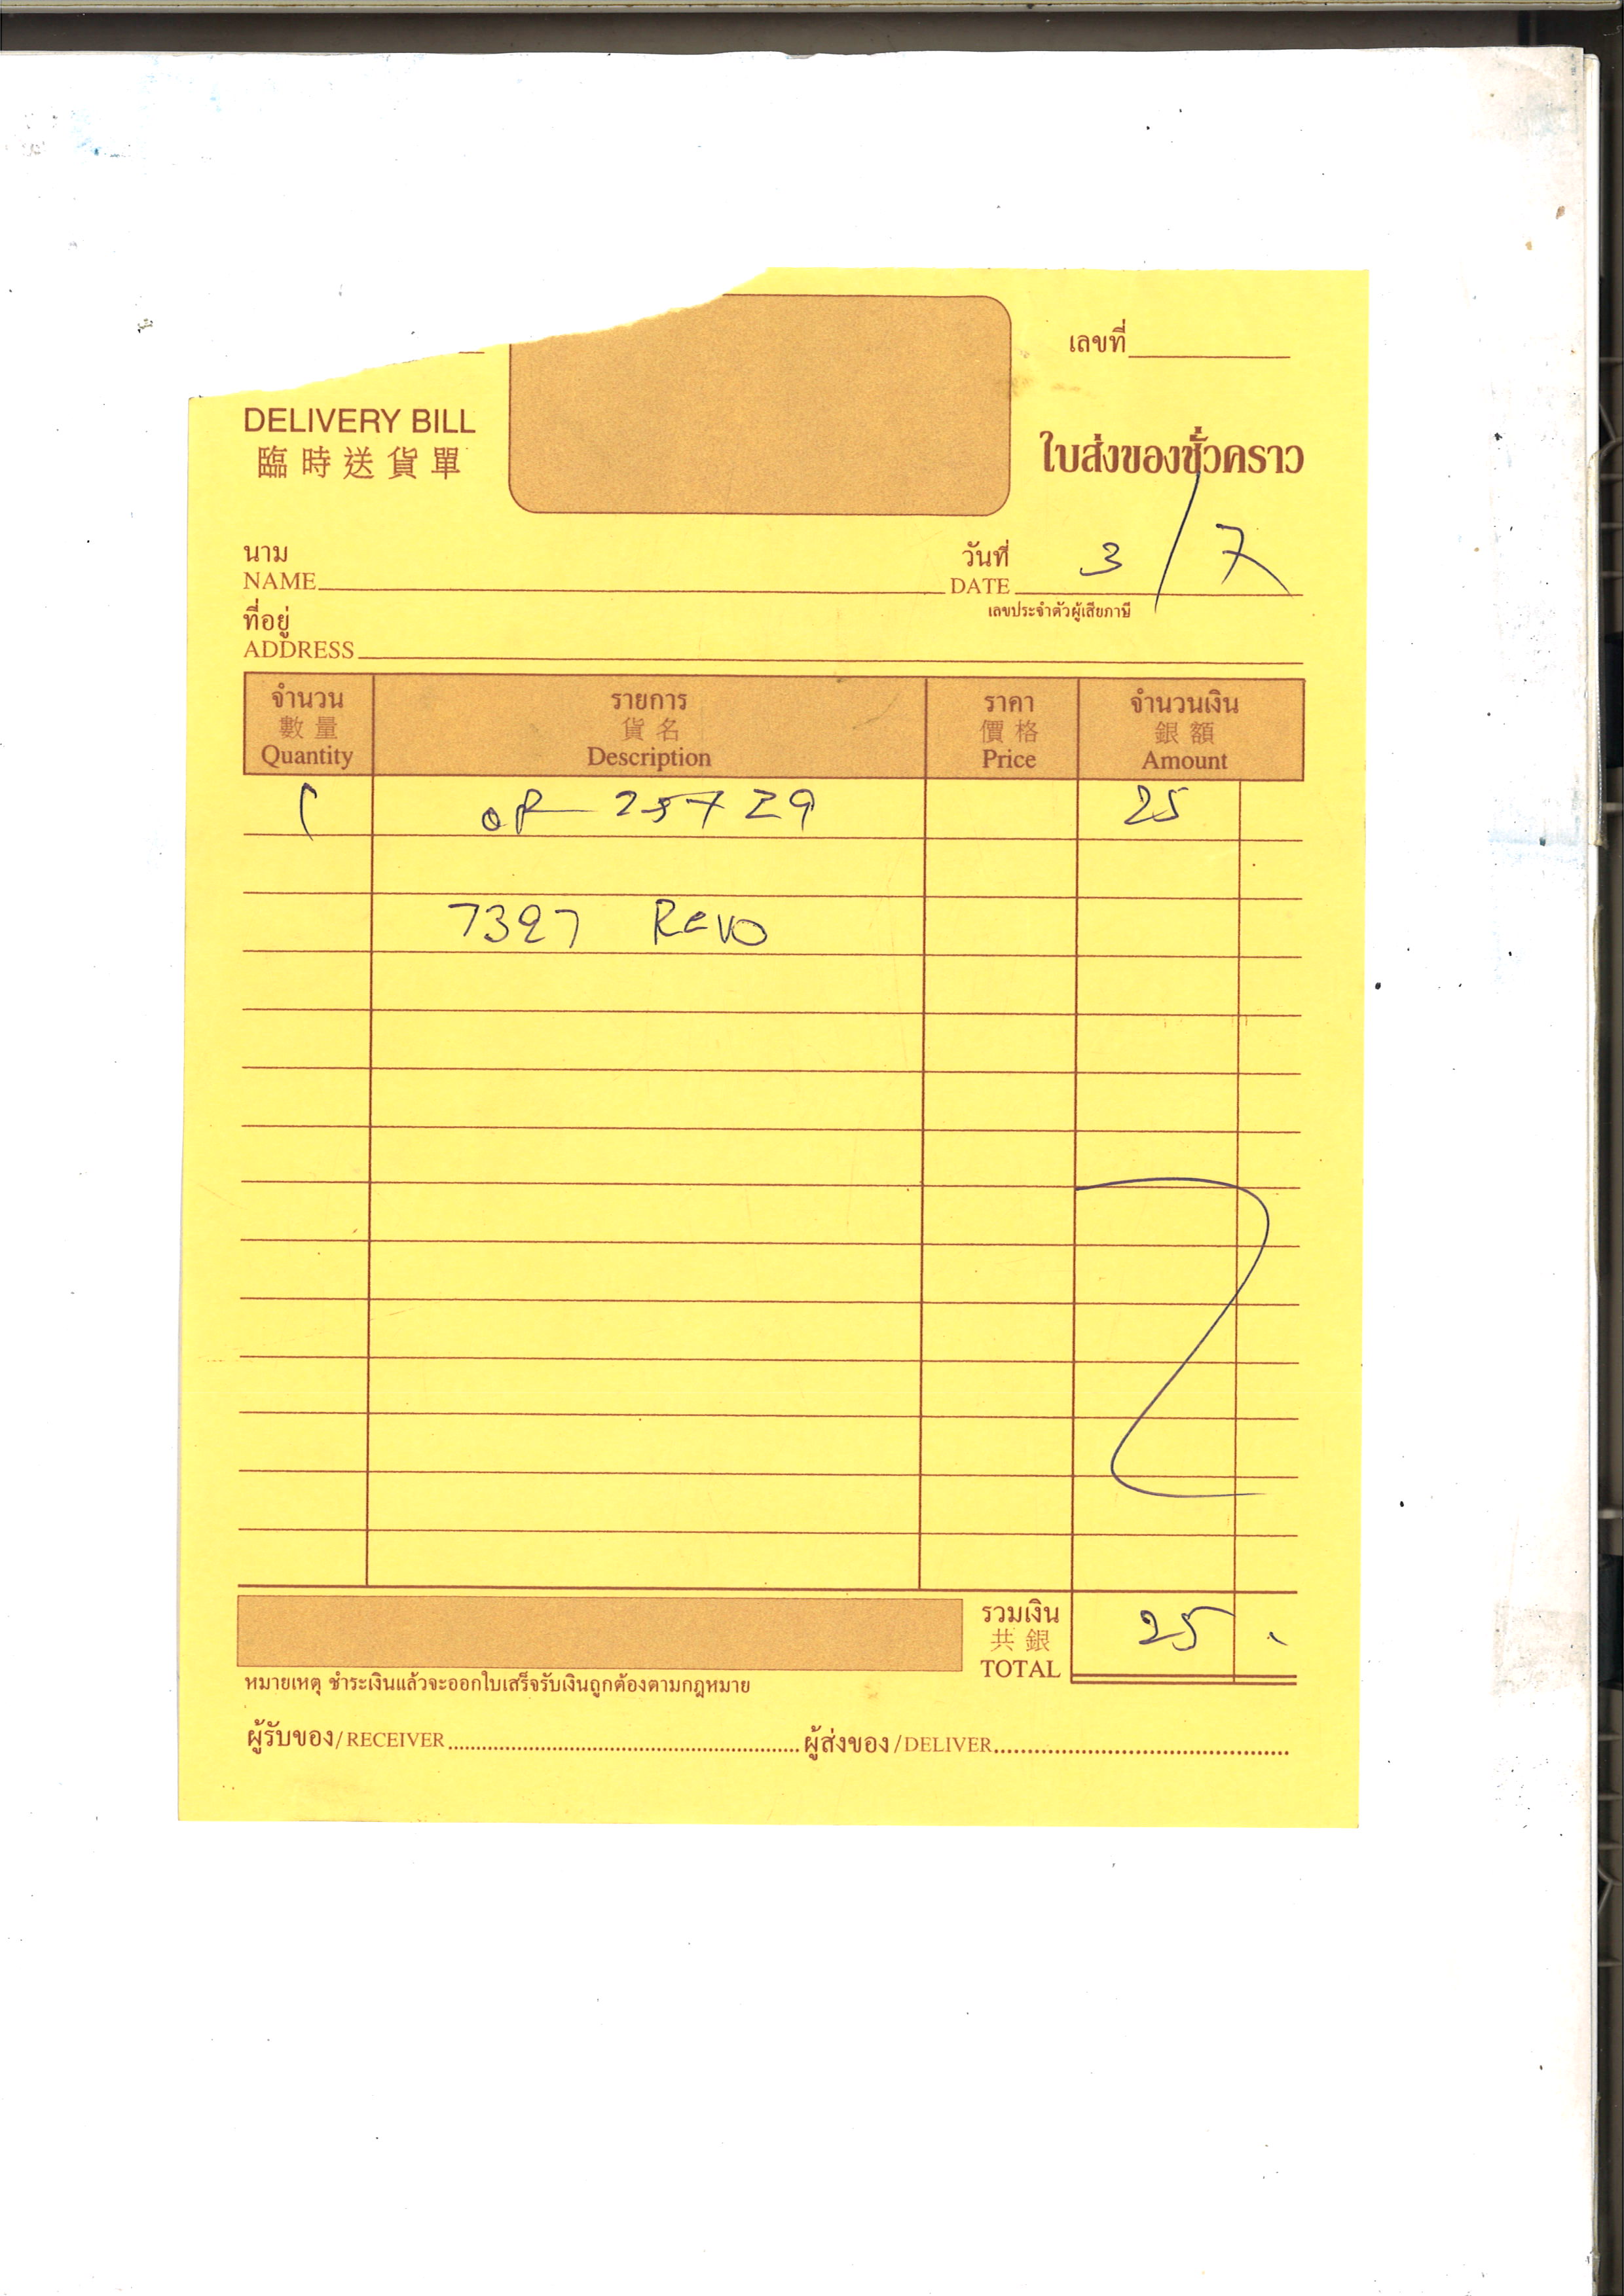 เลขที่
DELIVERY BILL
臨時送貨單
ใบส่งของชั่วคราว
นาม
NAME
วันที่
DATE 3/7
เลขประจำตัวผู้เสียภาษี
ที่อยู่
ADDRESS
จำนวน รายการ ราคา จำนวนเงิน
數量 貨名 價格 銀額
Quantity Description Price Amount
25
7397 Revo
รวมเงิน
共銀
TOTAL 25
หมายเหตุ ชำระเงินแล้วจะออกใบเสร็จรับเงินถูกต้องตามกฎหมาย
ผู้รับของ/RECEIVER ผู้ส่งของ/DELIVER